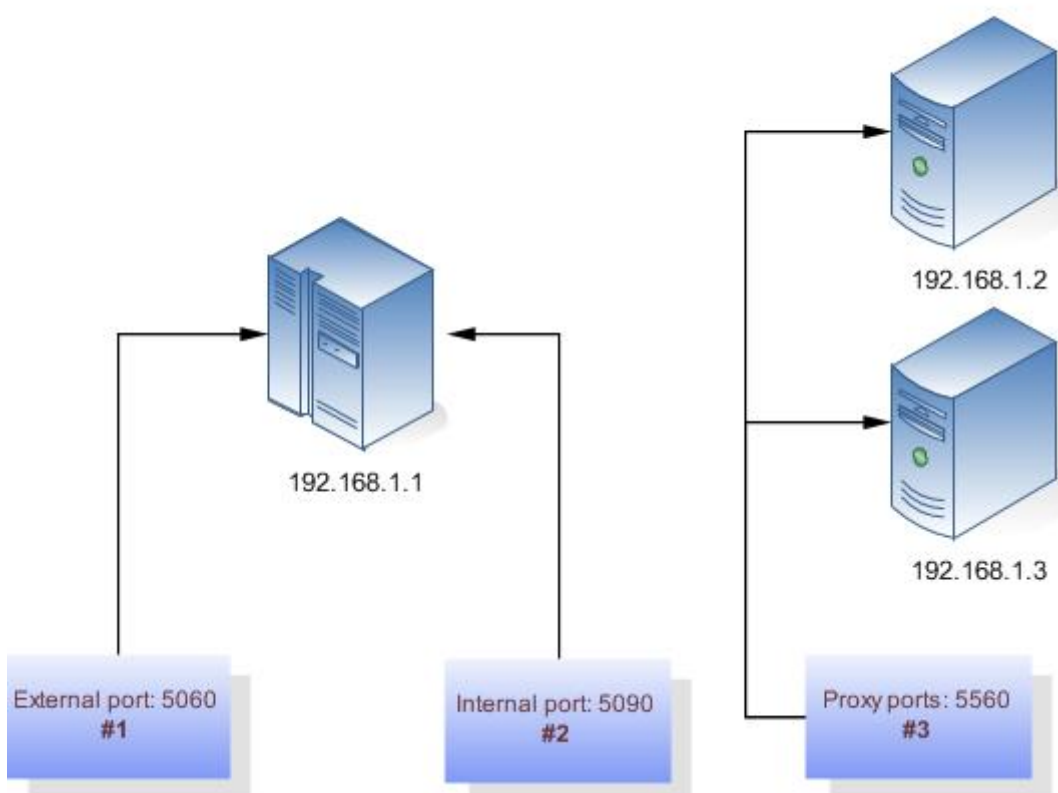 192.168.1.2
192.168.1.1
192.168.1.3
External port: 5060
#1
Internal port: 5090
#2
Proxy ports: 5560
#3